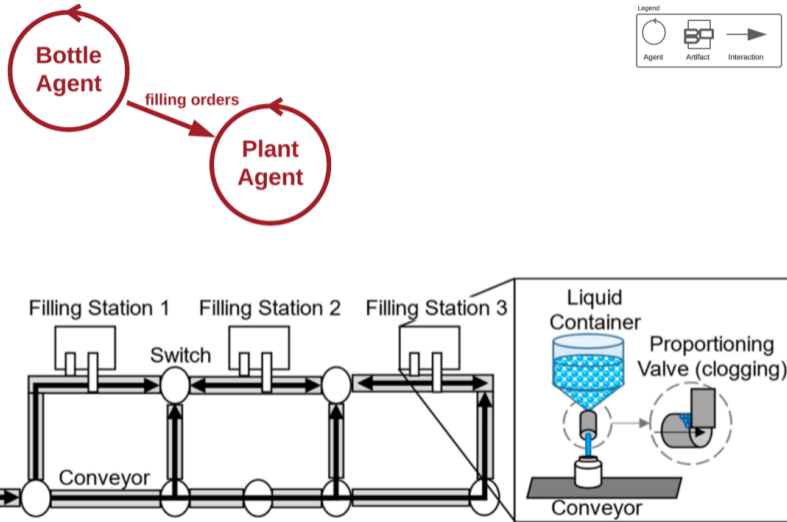 Legend
Agent Artifact Interaction
Bottle
Agent
filling orders
Plant
Agent
Filling Station 1 Filling Station 2 Filling Station 3
Switch
Conveyor
Liquid
Container
Proportioning
Valve (clogging)
Conveyor